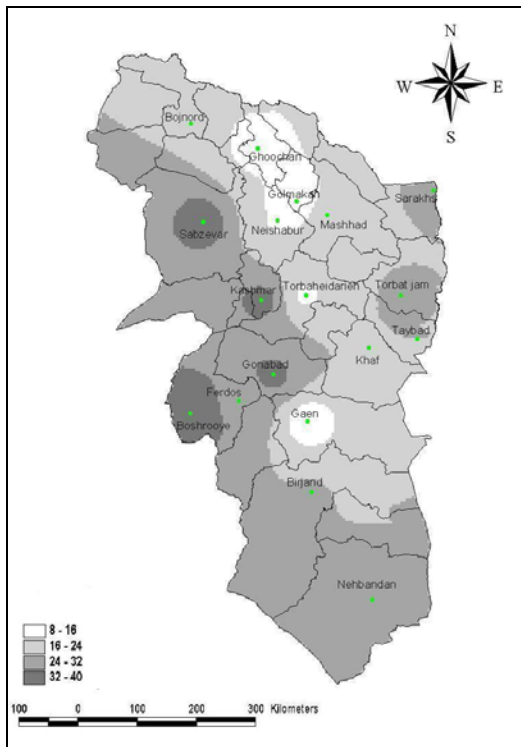 N
W E
S
Bojnord
Ghoochan
Golmakan
Sarakhs
Neishabur
Mashhad
Sabzevar
Kashmar
Torbaheidarieh
Torbat jam
Taybad
Khaf
Gonabad
Ferdos
Boshrooye
Gaen
Birjand
Nehbandan
8 - 16
16 - 24
24 - 32
32 - 40
100 0 100 200 300 Kilometers